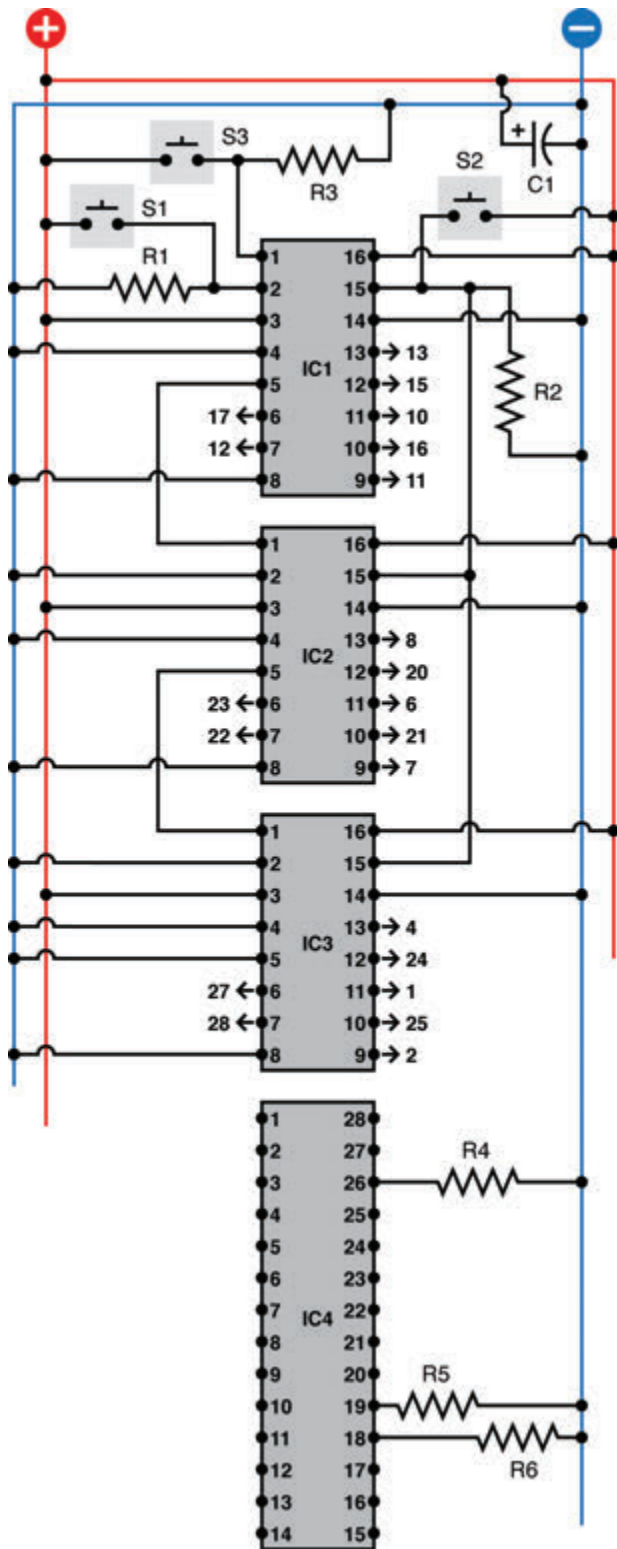 + −
+
S3
S2
R3
C1
S1
R1
1 16
2 15
3 14
4 13 → 13
IC1
5 12 → 15
R2
17 ← 6 11 → 10
12 ← 7 10 → 16
8 9 → 11
1 16
2 15
3 14
4 13 → 8
IC2
5 12 → 20
23 ← 6 11 → 6
22 ← 7 10 → 21
8 9 → 7
1 16
2 15
3 14
4 13 → 4
IC3
5 12 → 24
27 ← 6 11 → 1
28 ← 7 10 → 25
8 9 → 2
1 28
2 27
R4
3 26
4 25
5 24
6 23
7 22
IC4
8 21
9 20
R5
10 19
11 18
R6
12 17
13 16
14 15